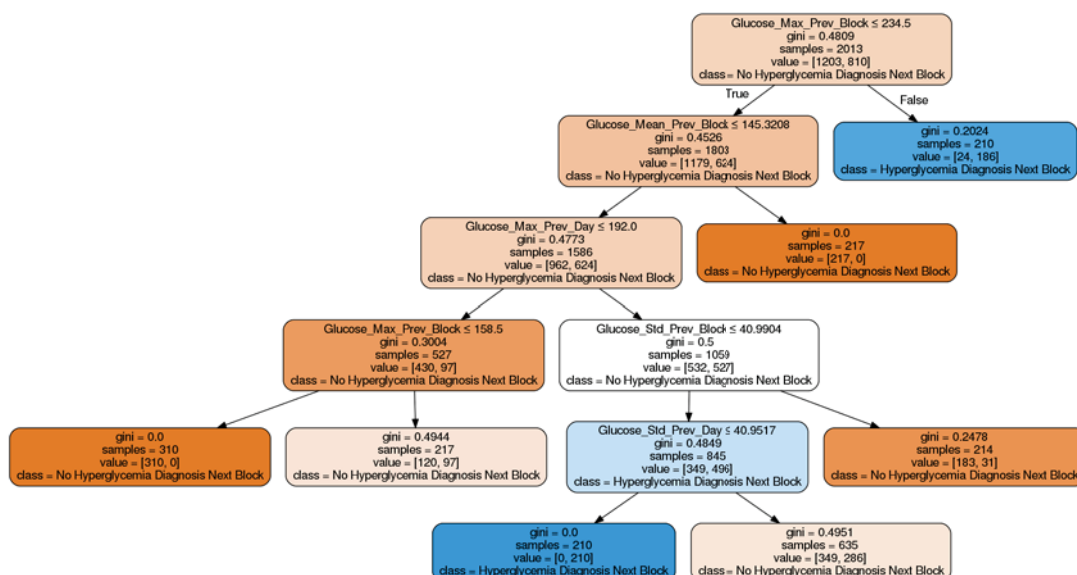 Glucose_Max_Prev_Block ≤ 234.5
gini = 0.4809
samples = 2013
value = [1203, 810]
class = No Hyperglycemia Diagnosis Next Block
True
False
Glucose_Mean_Prev_Block ≤ 145.3208
gini = 0.4526
samples = 1803
value = [1179, 624]
class = No Hyperglycemia Diagnosis Next Block
gini = 0.2024
samples = 210
value = [24, 186]
class = Hyperglycemia Diagnosis Next Block
Glucose_Max_Prev_Day ≤ 192.0
gini = 0.4773
samples = 1586
value = [962, 624]
class = No Hyperglycemia Diagnosis Next Block
gini = 0.0
samples = 217
value = [217, 0]
class = No Hyperglycemia Diagnosis Next Block
Glucose_Max_Prev_Block ≤ 158.5
gini = 0.3004
samples = 527
value = [430, 97]
class = No Hyperglycemia Diagnosis Next Block
Glucose_Std_Prev_Block ≤ 40.9904
gini = 0.5
samples = 1059
value = [532, 527]
class = No Hyperglycemia Diagnosis Next Block
gini = 0.0
samples = 310
value = [310, 0]
class = No Hyperglycemia Diagnosis Next Block
gini = 0.4944
samples = 217
value = [120, 97]
class = No Hyperglycemia Diagnosis Next Block
Glucose_Std_Prev_Day ≤ 40.9517
gini = 0.4849
samples = 845
value = [349, 496]
class = Hyperglycemia Diagnosis Next Block
gini = 0.2478
samples = 214
value = [183, 31]
class = No Hyperglycemia Diagnosis Next Block
gini = 0.0
samples = 210
value = [0, 210]
class = Hyperglycemia Diagnosis Next Block
gini = 0.4951
samples = 635
value = [349, 286]
class = No Hyperglycemia Diagnosis Next Block